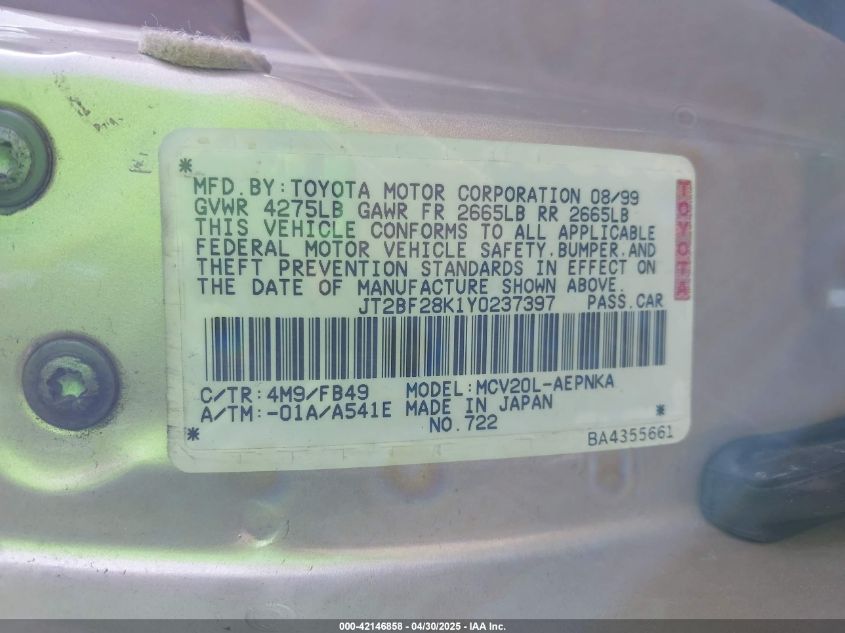 MFD.BY:TOYOTA MOTOR CORPORATION 08/99
GVWR 4275LB GAWR FR 2665LB RR 2665LB
THIS VEHICLE CONFORMS TO ALL APPLICABLE
FEDERAL MOTOR VEHICLE SAFETY,BUMPER,AND
THEFT PREVENTION STANDARDS IN EFFECT ON
THE DATE OF MANUFACTURE SHOWN ABOVE.
JT2BF28K1Y0237397 PASS.CAR
TOYOTA
C/TR:4M9/FB49 MODEL:MCV20L-AEPNKA
A/TM:-01A/A541E MADE IN JAPAN
NO.722
BA4355661
000-42146858 - 04/30/2025 - IAA Inc.